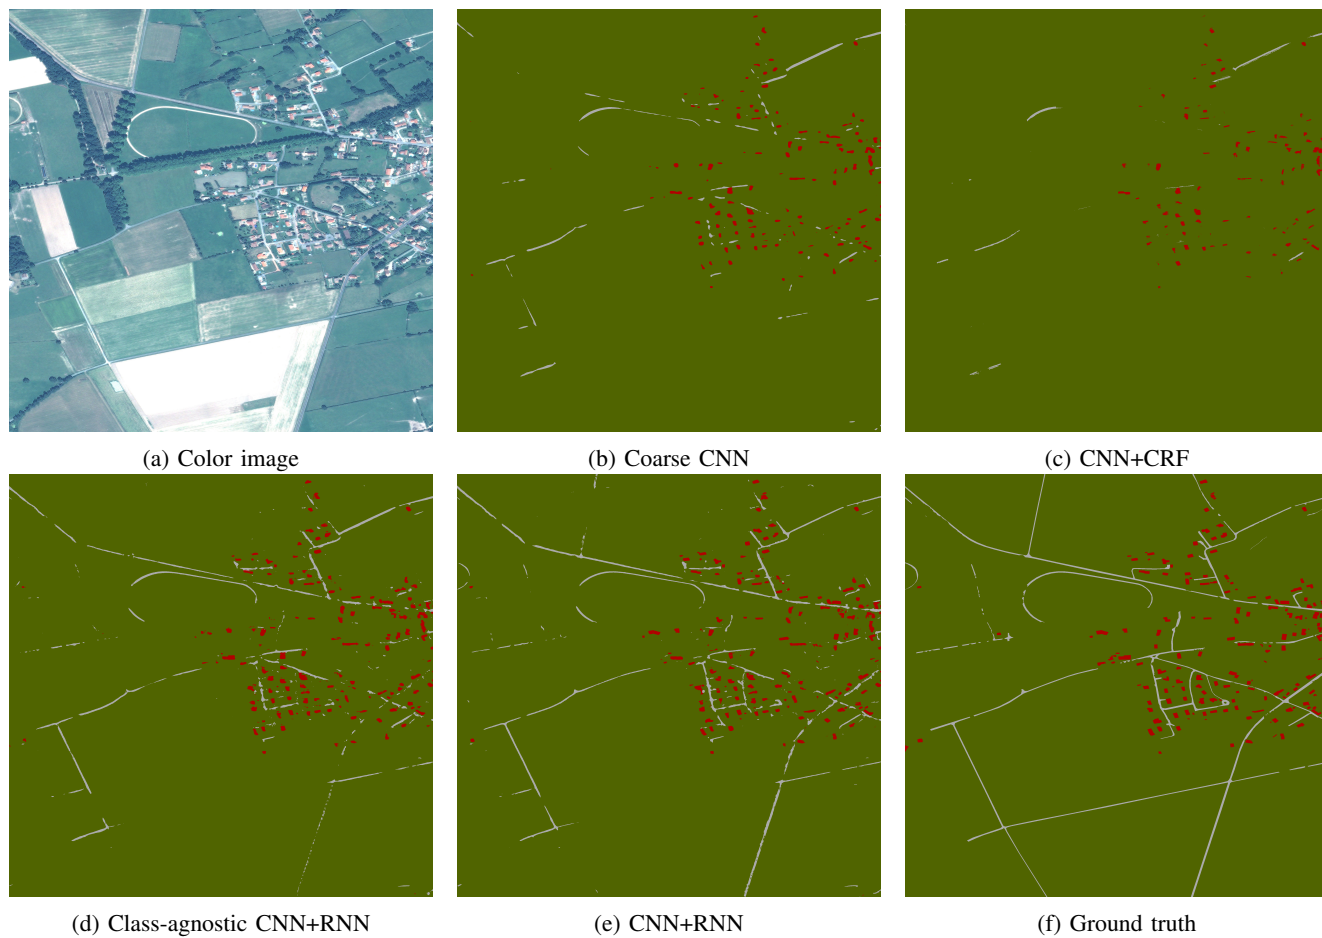 (a) Color image
(b) Coarse CNN
(c) CNN+CRF
(d) Class-agnostic CNN+RNN
(e) CNN+RNN
(f) Ground truth